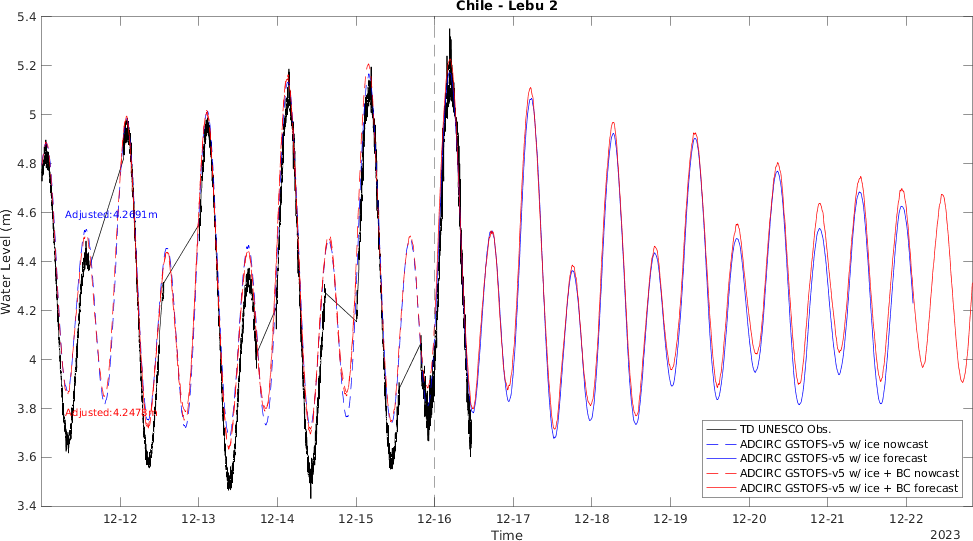 Chile - Lebu 2
5.4
5.2
5
4.8
4.6
4.4
4.2
4
3.8
3.6
3.4
Water Level (m)
Adjusted:4.2691m
Adjusted:4.2478m
TD UNESCO Obs.
ADCIRC GSTOFS-v5 w/ ice nowcast
ADCIRC GSTOFS-v5 w/ ice forecast
ADCIRC GSTOFS-v5 w/ ice + BC nowcast
ADCIRC GSTOFS-v5 w/ ice + BC forecast
12-12
12-13
12-14
12-15
12-16
12-17
12-18
12-19
12-20
12-21
12-22
Time
2023